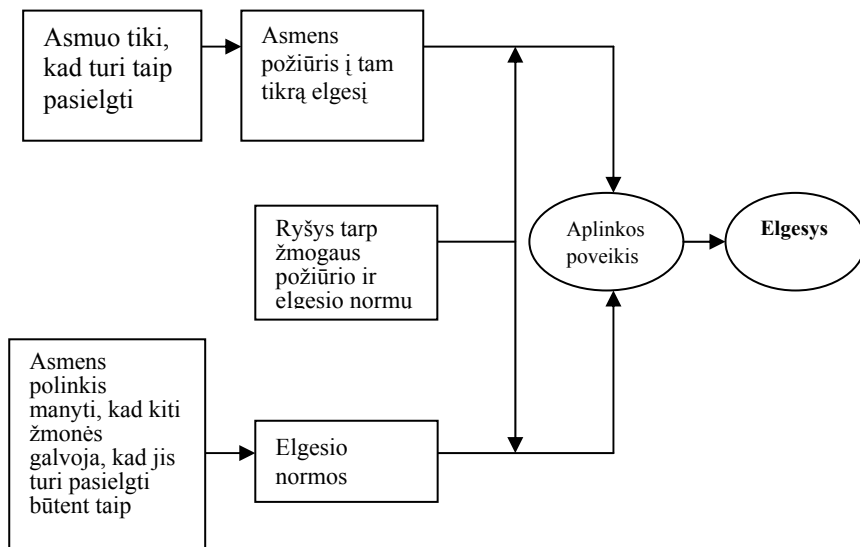 Asmuo tiki,
kad turi taip
pasielgti
Asmens
požiūris į tam
tikrą elgesį
Ryšys tarp
žmogaus
požiūrio ir
elgesio normų
Aplinkos
poveikis
Elgesys
Asmens
polinkis
manyti, kad kiti
žmonės
galvoja, kad jis
turi pasielgti
būtent taip
Elgesio
normos